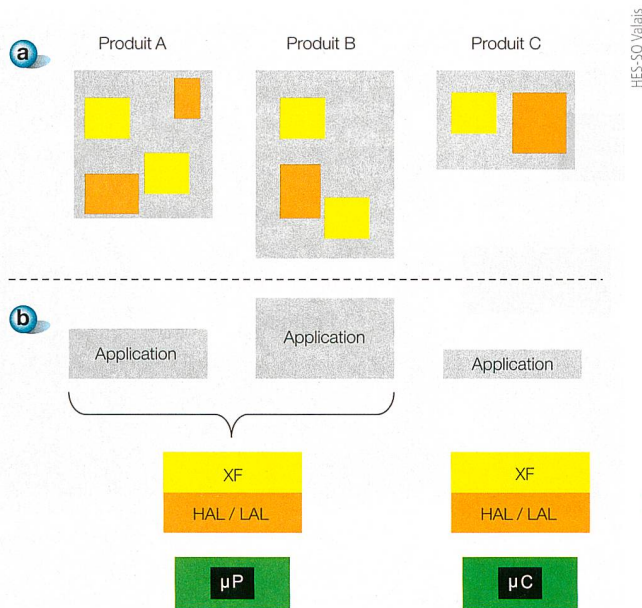 HES-SO Valais
a
Produit A
Produit B
Produit C
b
Application
Application
Application
XF
HAL / LAL
XF
HAL / LAL
µP
µC